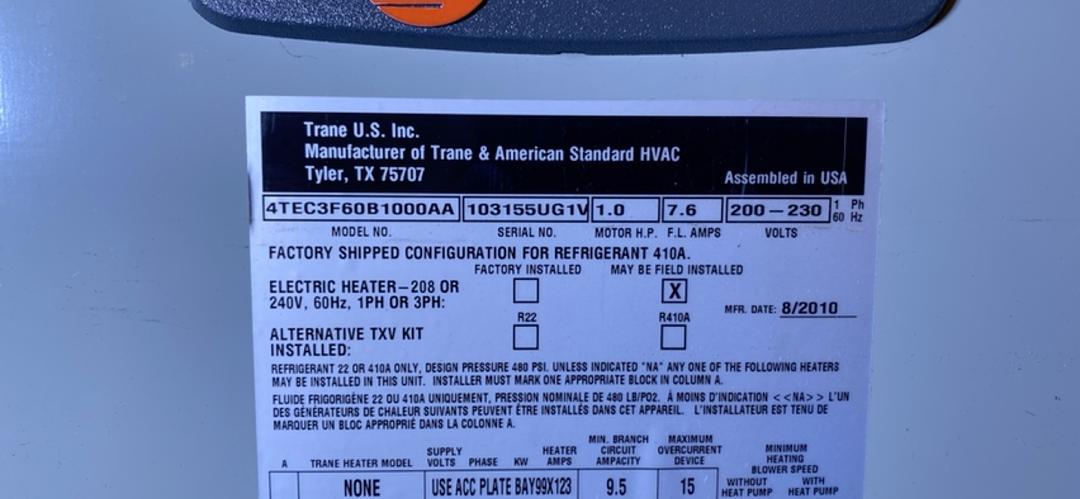 Trane U.S. Inc.
Manufacturer of Trane & American Standard HVAC
Tyler, TX 75707
Assembled in USA
4TEC3F60B1000AA 103155UG1V 1.0 7.6 200 – 230 1 Ph
60 Hz
MODEL NO. SERIAL NO. MOTOR H.P. F.L. AMPS VOLTS
FACTORY SHIPPED CONFIGURATION FOR REFRIGERANT 410A.
FACTORY INSTALLED MAY BE FIELD INSTALLED
ELECTRIC HEATER–208 OR
240V, 60Hz, 1PH OR 3PH: X
MFR. DATE: 8/2010
R22 R410A
ALTERNATIVE TXV KIT
INSTALLED:
REFRIGERANT 22 OR 410A ONLY, DESIGN PRESSURE 480 PSI. UNLESS INDICATED "NA" ANY ONE OF THE FOLLOWING HEATERS
MAY BE INSTALLED IN THIS UNIT. INSTALLER MUST MARK ONE APPROPRIATE BLOCK IN COLUMN A.
FLUIDE FRIGORIGÈNE 22 OU 410A UNIQUEMENT, PRESSION NOMINALE DE 480 LB/PO2. À MOINS D'INDICATION < <NA> > L'UN
DES GÉNÉRATEURS DE CHALEUR SUIVANTS PEUVENT ÊTRE INSTALLÉS DANS CET APPAREIL. L'INSTALLATEUR EST TENU DE
MARQUER UN BLOC APPROPRIÉ DANS LA COLONNE A.
A TRANE HEATER MODEL SUPPLY VOLTS PHASE KW HEATER AMPS MIN. BRANCH CIRCUIT AMPACITY MAXIMUM OVERCURRENT DEVICE MINIMUM HEATING BLOWER SPEED
NONE USE ACC PLATE BAY99X123 9.5 15 WITHOUT HEAT PUMP WITH HEAT PUMP